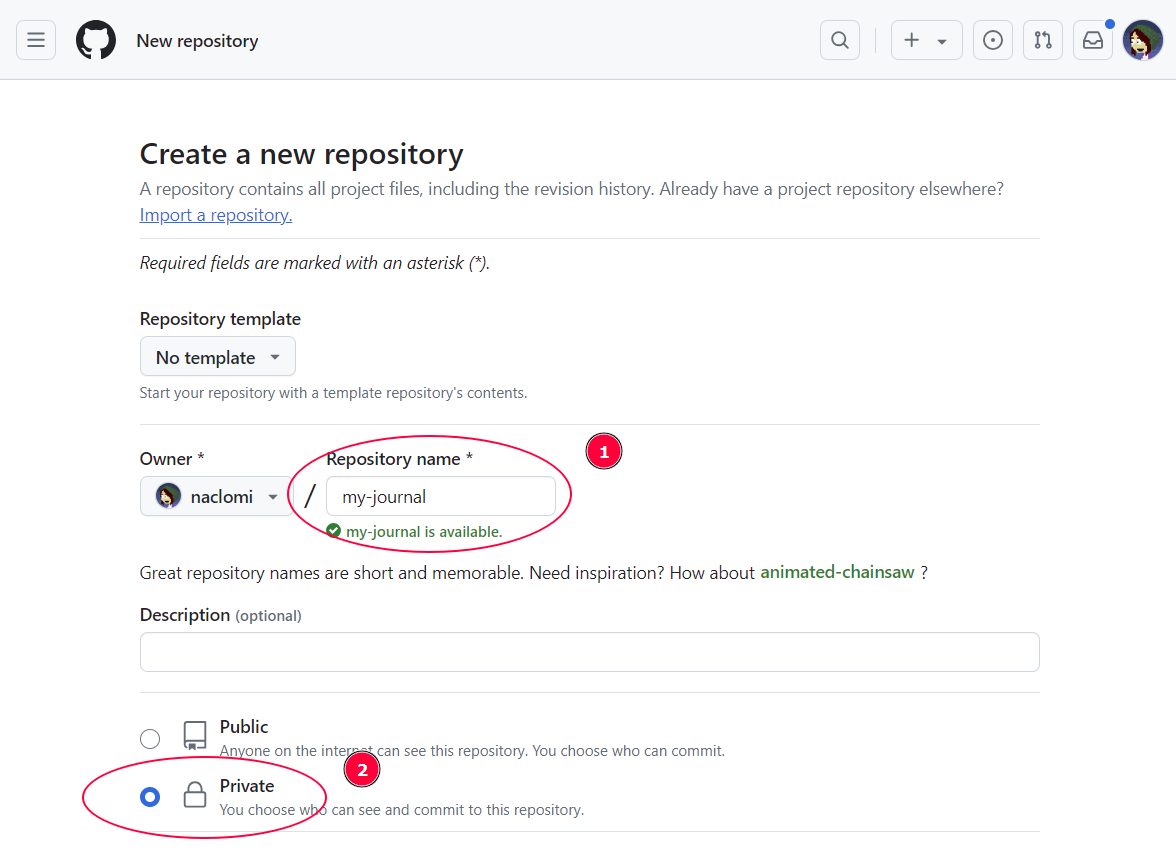 New repository
Create a new repository
A repository contains all project files, including the revision history. Already have a project repository elsewhere?
Import a repository.
Required fields are marked with an asterisk (*).
Repository template
No template
Start your repository with a template repository's contents.
1
Owner *
Repository name *
naclomi
/
my-journal
my-journal is available.
Great repository names are short and memorable. Need inspiration? How about animated-chainsaw ?
Description (optional)
Public
Anyone on the internet can see this repository. You choose who can commit.
2
Private
You choose who can see and commit to this repository.